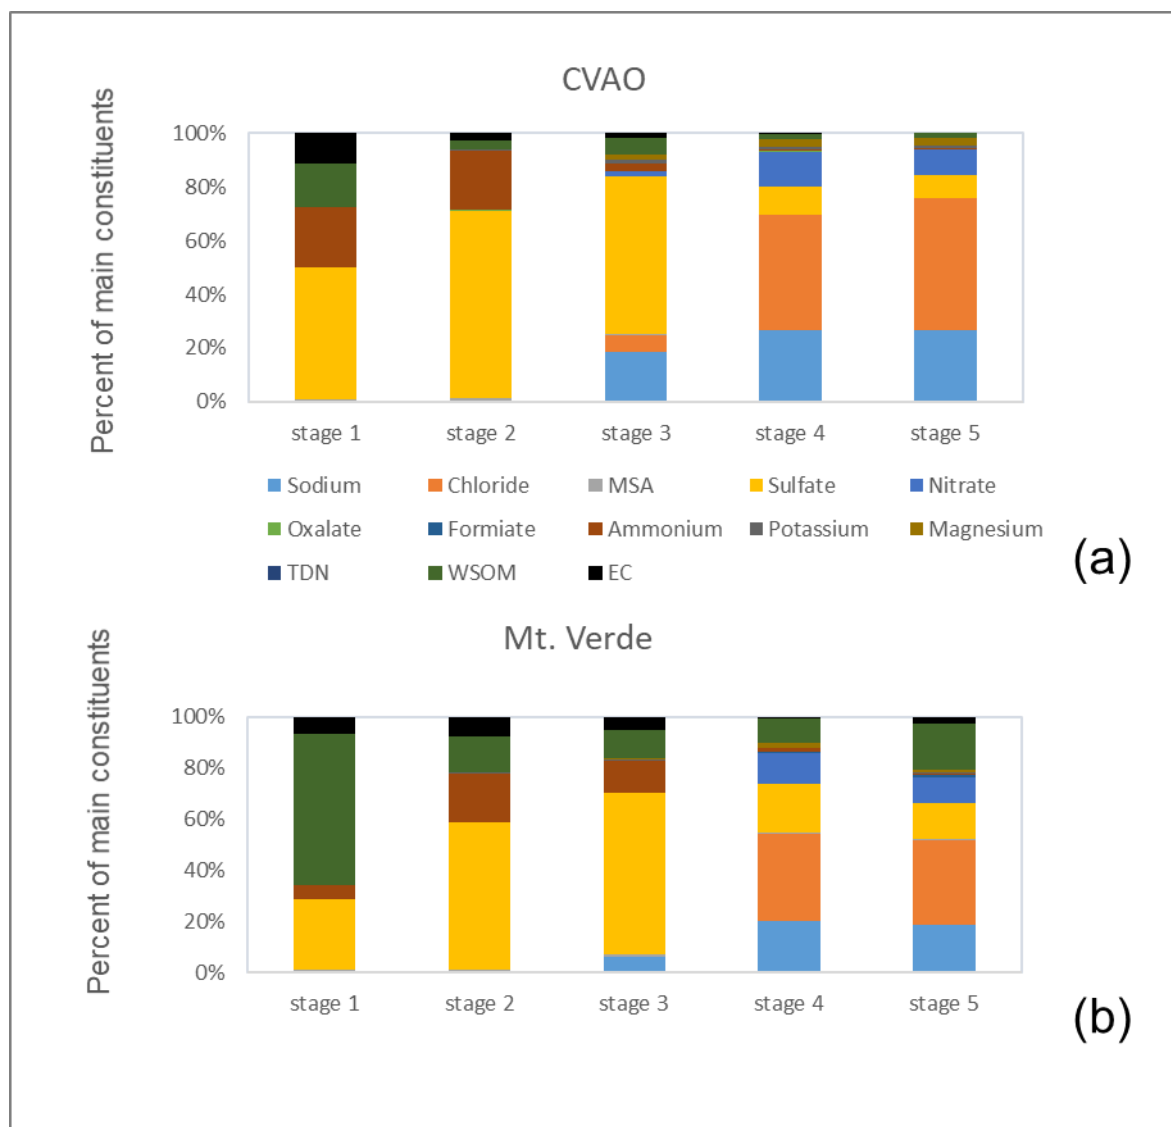 CVAO
Percent of main constituents
100%
80%
60%
40%
20%
0%
stage 1 stage 2 stage 3 stage 4 stage 5
Sodium Chloride MSA Sulfate Nitrate
Oxalate Formiate Ammonium Potassium Magnesium
TDN WSOM EC
(a)
Mt. Verde
Percent of main constituents
100%
80%
60%
40%
20%
0%
stage 1 stage 2 stage 3 stage 4 stage 5
(b)